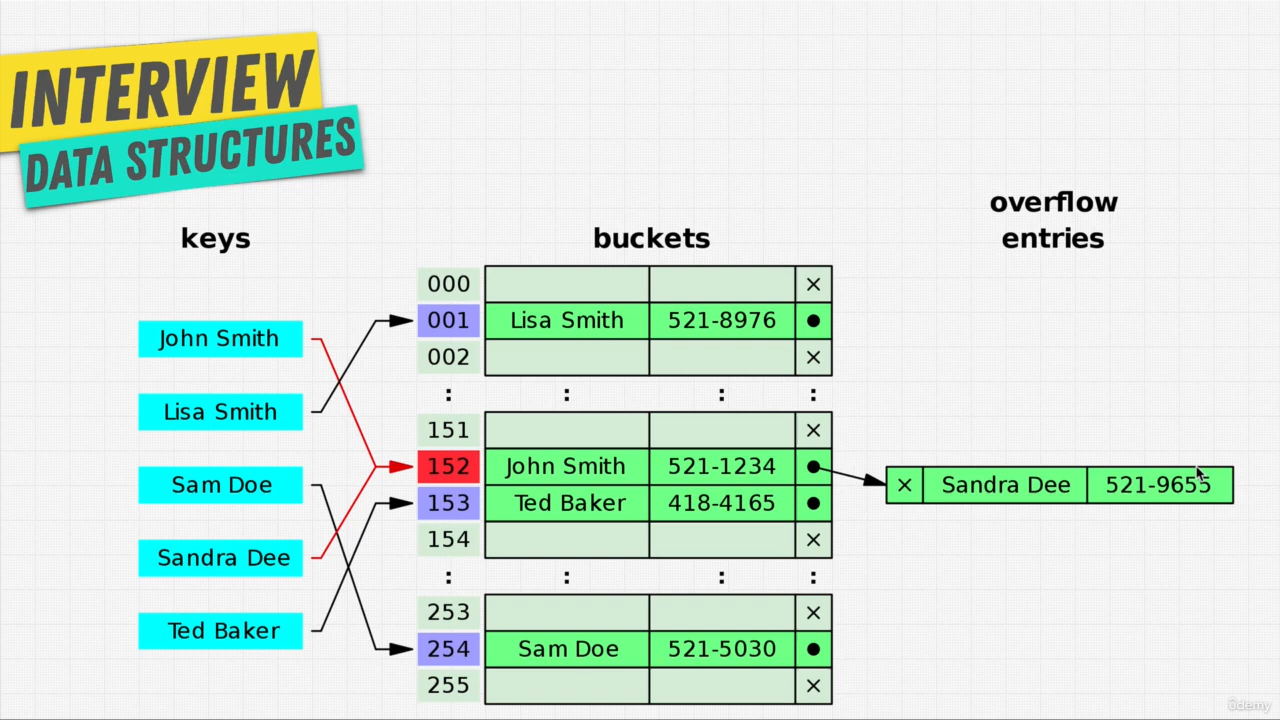 INTERVIEW
DATA STRUCTURES
keys
buckets
overflow
entries
John Smith
Lisa Smith
Sam Doe
Sandra Dee
Ted Baker
000 ×
001 Lisa Smith 521-8976 ●
002 ×
: : : :
151 ×
152 John Smith 521-1234 ●
153 Ted Baker 418-4165 ●
154 ×
: : : :
253 ×
254 Sam Doe 521-5030 ●
255 ×
× Sandra Dee 521-9655
ûdemy